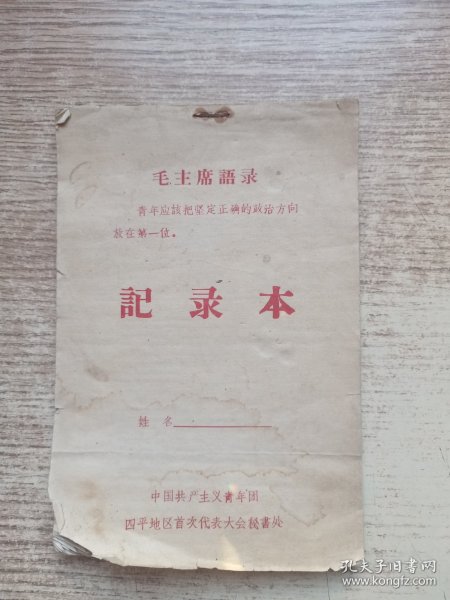 毛主席語录
青年应該把坚定正确的政治方向
放在第一位。
記录本
姓名
中国共产主义青年团
四平地区首次代表大会秘書处
孔夫子旧書网
www.kongfz.com